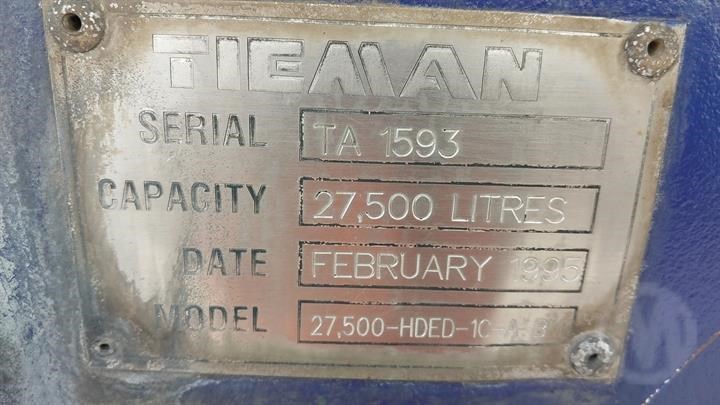 TIEMAN
SERIAL TA 1593
CAPACITY 27,500 LITRES
DATE FEBRUARY 1995
MODEL 27,500-HDED-10-A-B